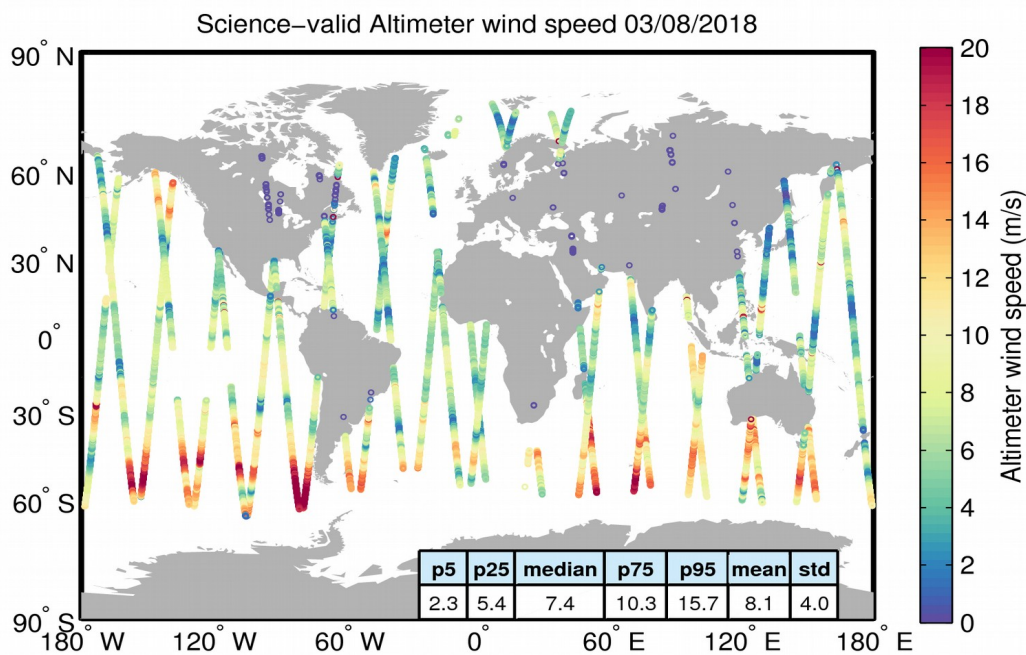 Science−valid Altimeter wind speed 03/08/2018
90° N
60° N
30° N
0°
30° S
60° S
90° S
180° W
120° W
60° W
0°
60° E
120° E
180° E
p5 p25 median p75 p95 mean std
2.3 5.4 7.4 10.3 15.7 8.1 4.0
20
18
16
14
12
10
8
6
4
2
0
Altimeter wind speed (m/s)